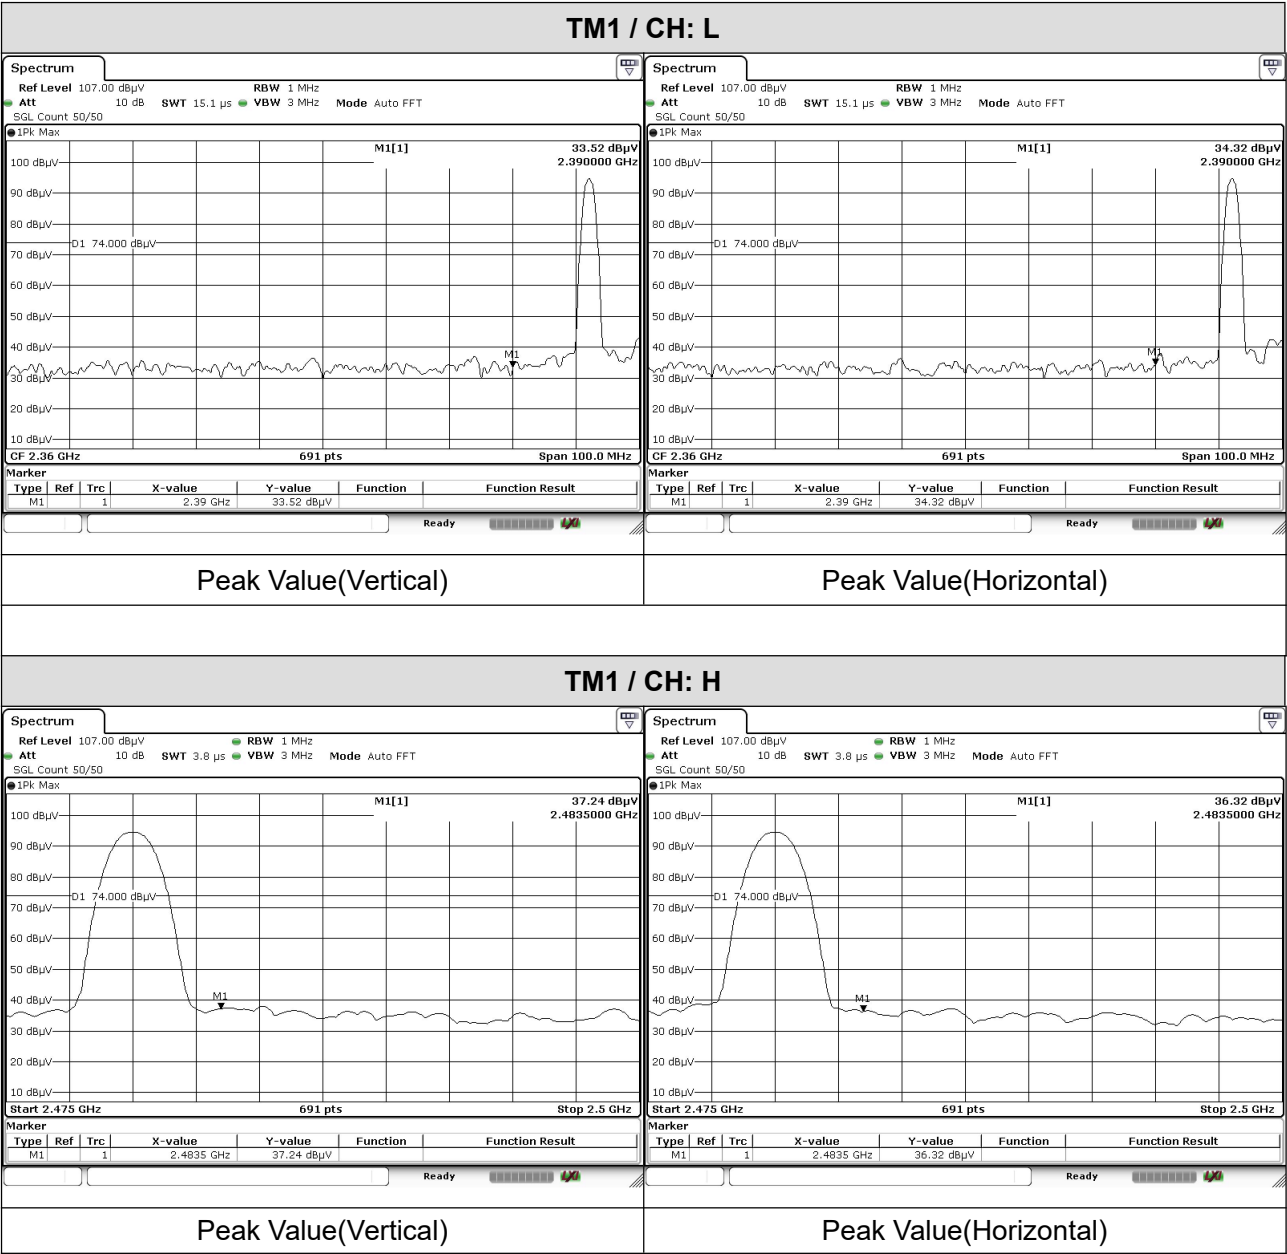 TM1 / CH: L
Spectrum
Ref Level 107.00 dBµV RBW 1 MHz
Att 10 dB SWT 15.1 µs VBW 3 MHz Mode Auto FFT
SGL Count 50/50
1Pk Max
M1[1] 33.52 dBµV
2.390000 GHz
100 dBµV
90 dBµV
80 dBµV
D1 74.000 dBµV
70 dBµV
60 dBµV
50 dBµV
40 dBµV
M1
30 dBµV
20 dBµV
10 dBµV
CF 2.36 GHz 691 pts Span 100.0 MHz
Marker
Type Ref Trc X-value Y-value Function Function Result
M1 1 2.39 GHz 33.52 dBµV
Ready LXI
Peak Value(Vertical)
Spectrum
Ref Level 107.00 dBµV RBW 1 MHz
Att 10 dB SWT 15.1 µs VBW 3 MHz Mode Auto FFT
SGL Count 50/50
1Pk Max
M1[1] 34.32 dBµV
2.390000 GHz
100 dBµV
90 dBµV
80 dBµV
D1 74.000 dBµV
70 dBµV
60 dBµV
50 dBµV
40 dBµV
M1
30 dBµV
20 dBµV
10 dBµV
CF 2.36 GHz 691 pts Span 100.0 MHz
Marker
Type Ref Trc X-value Y-value Function Function Result
M1 1 2.39 GHz 34.32 dBµV
Ready LXI
Peak Value(Horizontal)
TM1 / CH: H
Spectrum
Ref Level 107.00 dBµV RBW 1 MHz
Att 10 dB SWT 3.8 µs VBW 3 MHz Mode Auto FFT
SGL Count 50/50
1Pk Max
M1[1] 37.24 dBµV
2.4835000 GHz
100 dBµV
90 dBµV
80 dBµV
D1 74.000 dBµV
70 dBµV
60 dBµV
50 dBµV
40 dBµV
M1
30 dBµV
20 dBµV
10 dBµV
Start 2.475 GHz 691 pts Stop 2.5 GHz
Marker
Type Ref Trc X-value Y-value Function Function Result
M1 1 2.4835 GHz 37.24 dBµV
Ready LXI
Peak Value(Vertical)
Spectrum
Ref Level 107.00 dBµV RBW 1 MHz
Att 10 dB SWT 3.8 µs VBW 3 MHz Mode Auto FFT
SGL Count 50/50
1Pk Max
M1[1] 36.32 dBµV
2.4835000 GHz
100 dBµV
90 dBµV
80 dBµV
D1 74.000 dBµV
70 dBµV
60 dBµV
50 dBµV
40 dBµV
M1
30 dBµV
20 dBµV
10 dBµV
Start 2.475 GHz 691 pts Stop 2.5 GHz
Marker
Type Ref Trc X-value Y-value Function Function Result
M1 1 2.4835 GHz 36.32 dBµV
Ready LXI
Peak Value(Horizontal)